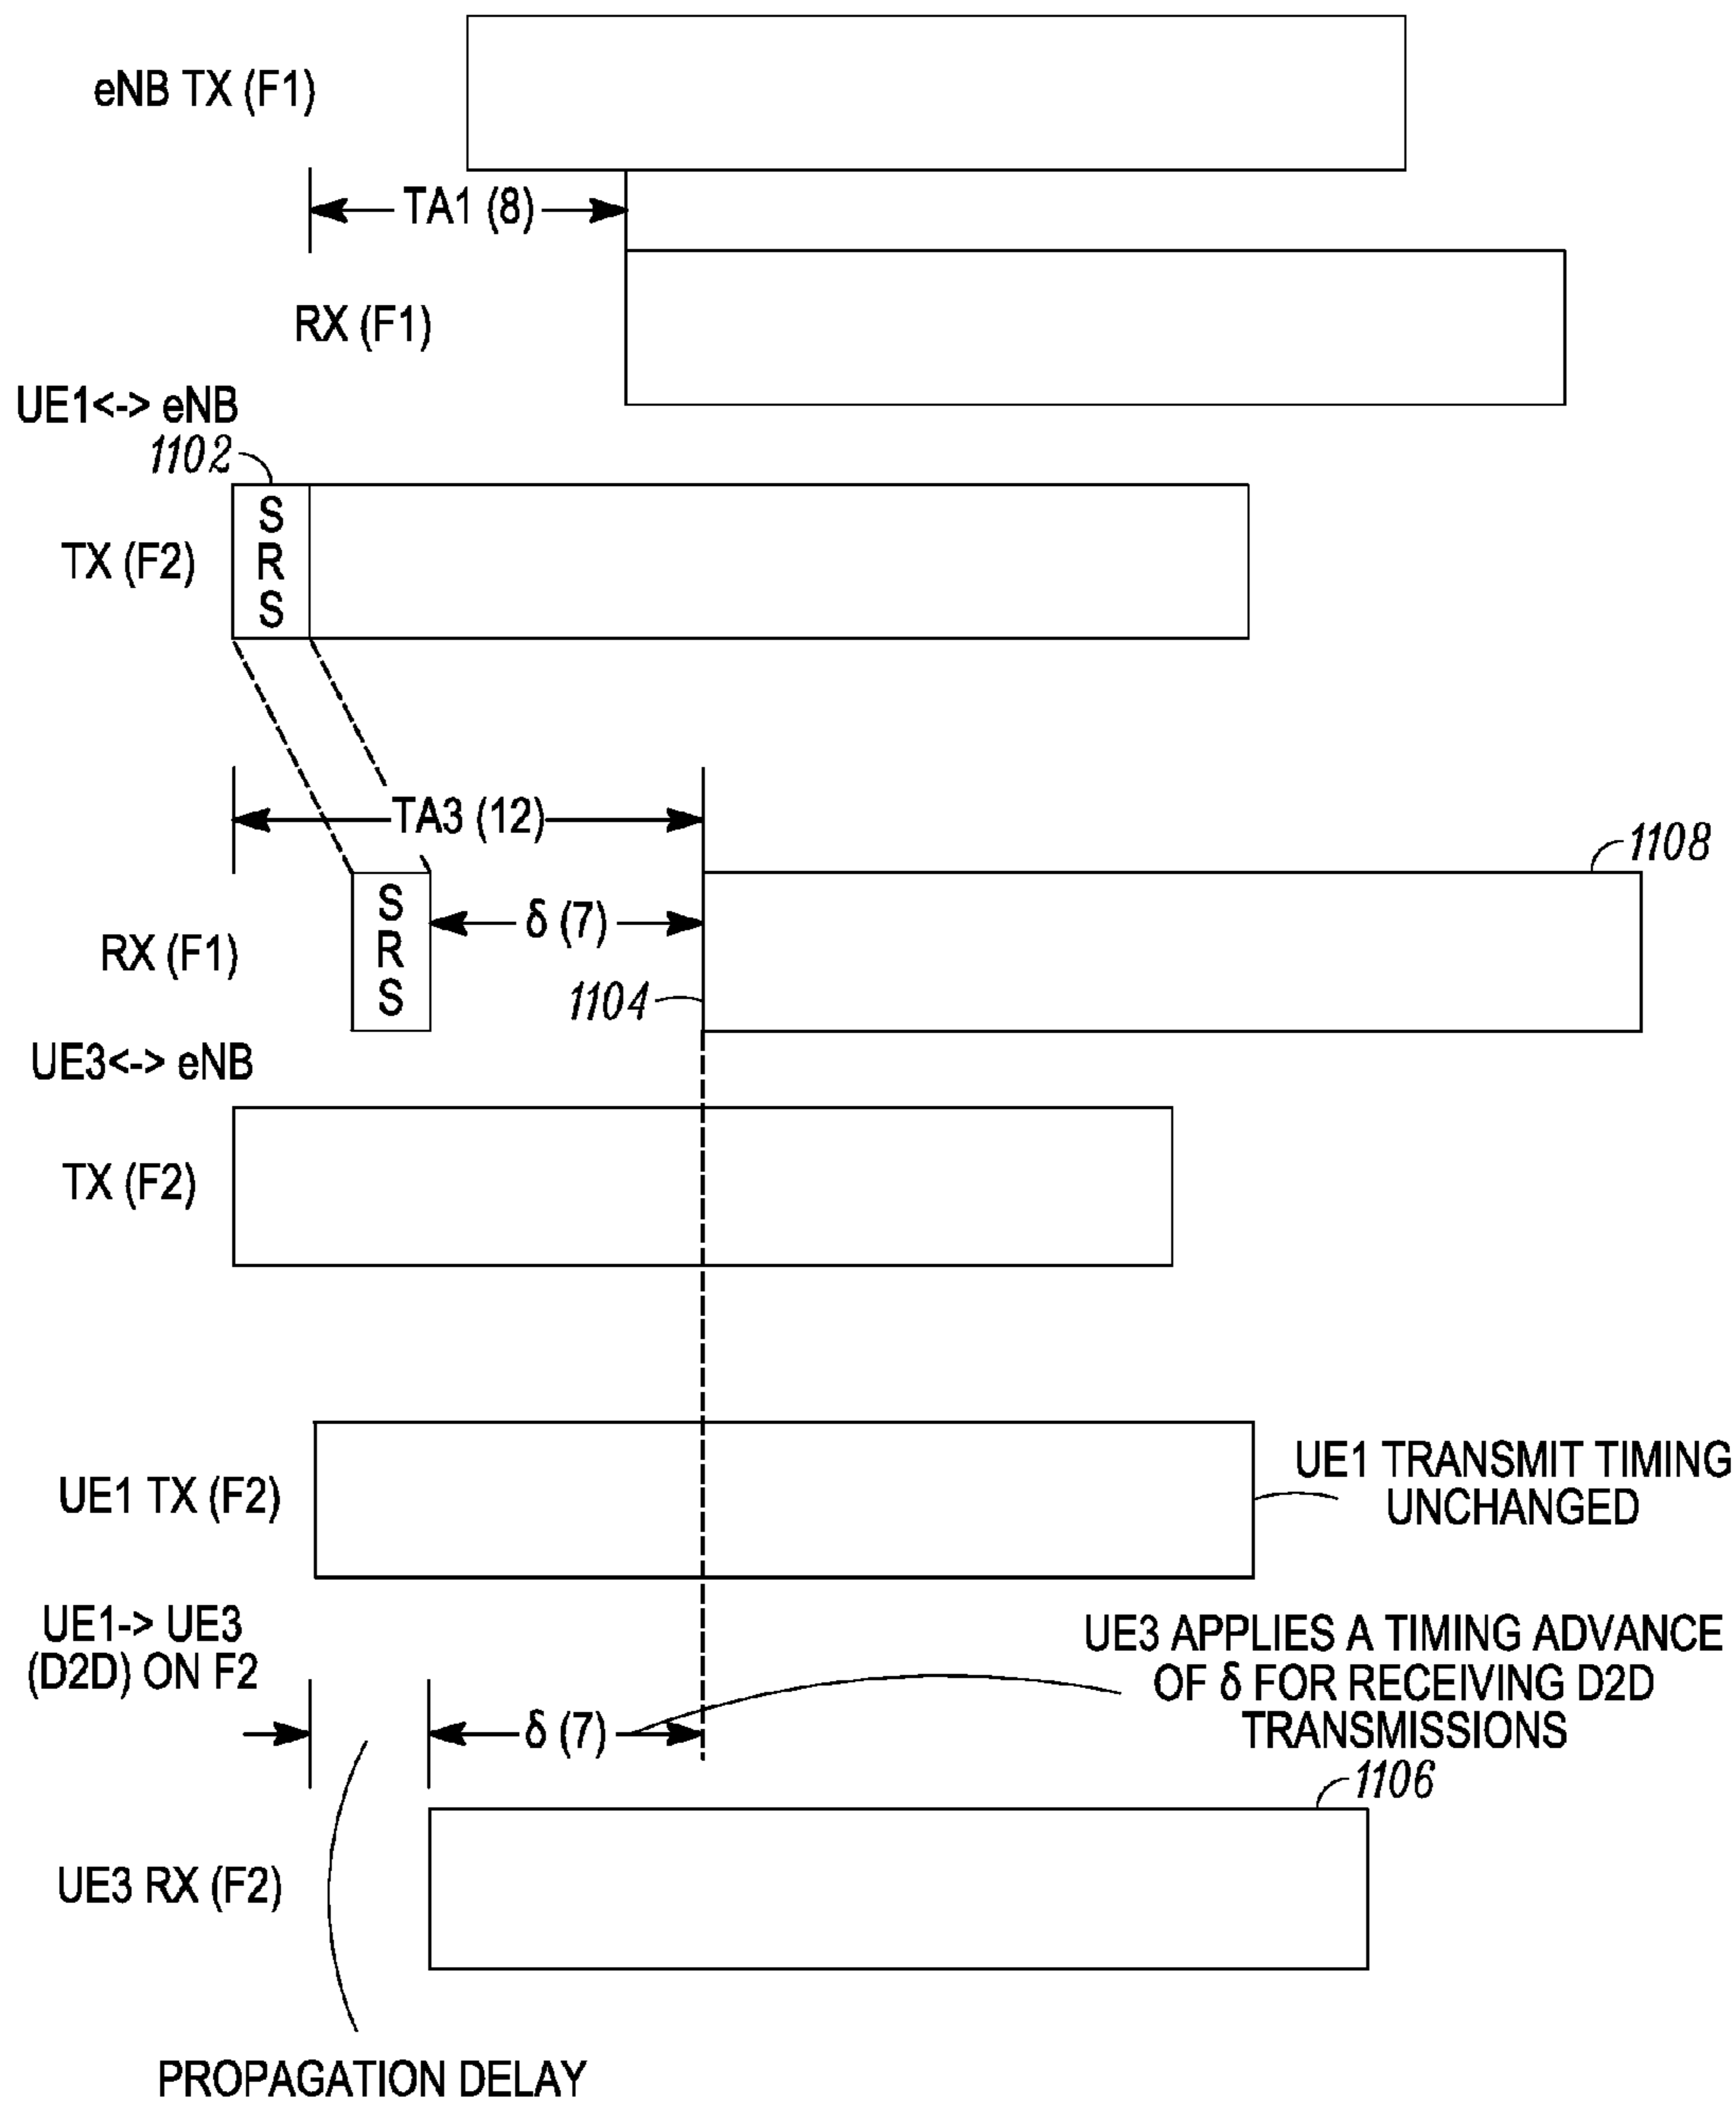 eNB TX (F1)
TA1 (8)
RX (F1)
UE1<-> eNB
1102
TX (F2)
S
R
S
TA3 (12)
1108
RX (F1)
S
R
S
δ (7)
1104
UE3<-> eNB
TX (F2)
UE1 TX (F2)
UE1 TRANSMIT TIMING
UNCHANGED
UE1-> UE3
(D2D) ON F2
UE3 APPLIES A TIMING ADVANCE
OF δ FOR RECEIVING D2D
TRANSMISSIONS
δ (7)
1106
UE3 RX (F2)
PROPAGATION DELAY